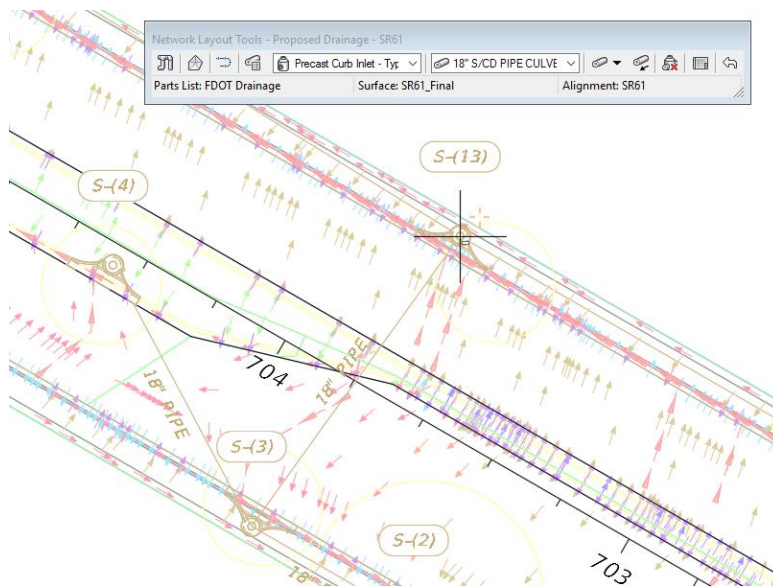 Network Layout Tools - Proposed Drainage - SR61
Precast Curb Inlet - Typ
18" S/CD PIPE CULVE
Parts List: FDOT Drainage
Surface: SR61_Final
Alignment: SR61
S-(13)
S-(4)
704
18" PIPE
18" PIPE
S-(3)
S-(2)
703
18"